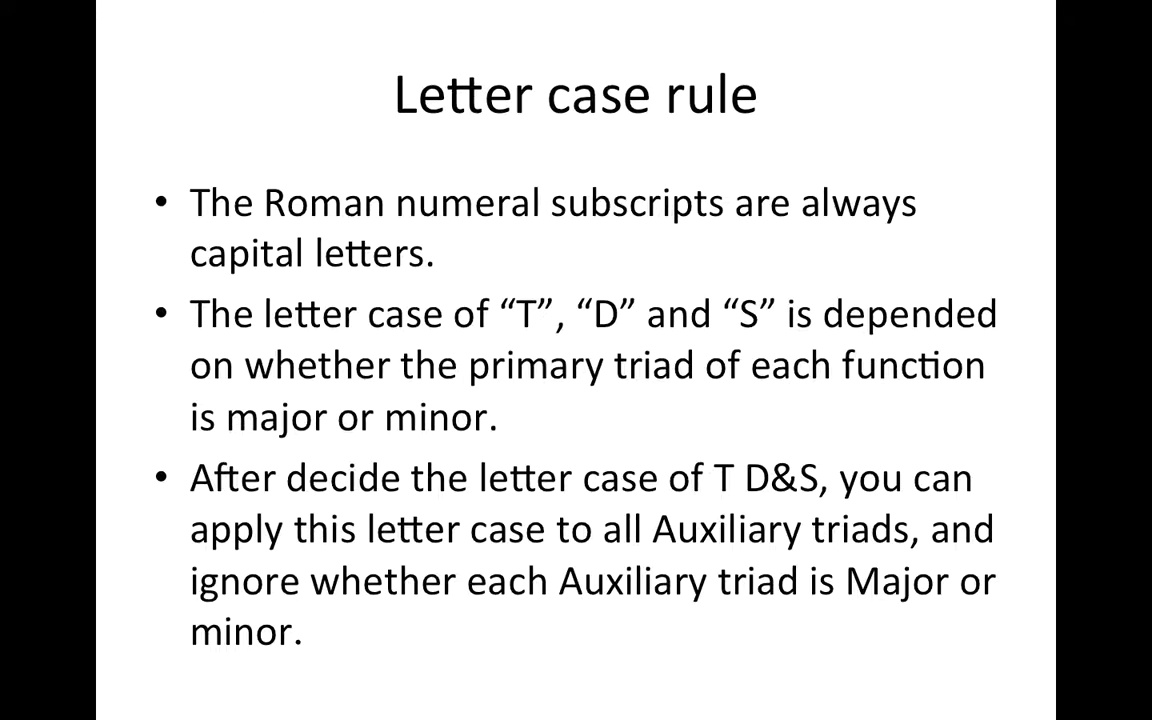 Letter case rule
• The Roman numeral subscripts are always
capital letters.
• The letter case of “T”, “D” and “S” is depended
on whether the primary triad of each function
is major or minor.
• After decide the letter case of T D&S, you can
apply this letter case to all Auxiliary triads, and
ignore whether each Auxiliary triad is Major or
minor.